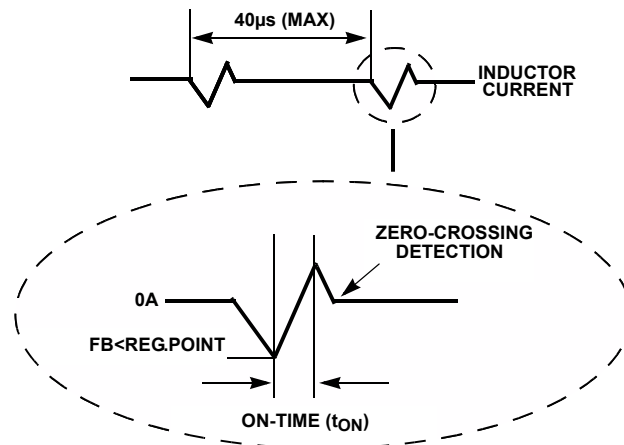 40µs (MAX)
INDUCTOR
CURRENT
ZERO-CROSSING
DETECTION
0A
FB<REG.POINT
ON-TIME (tON)